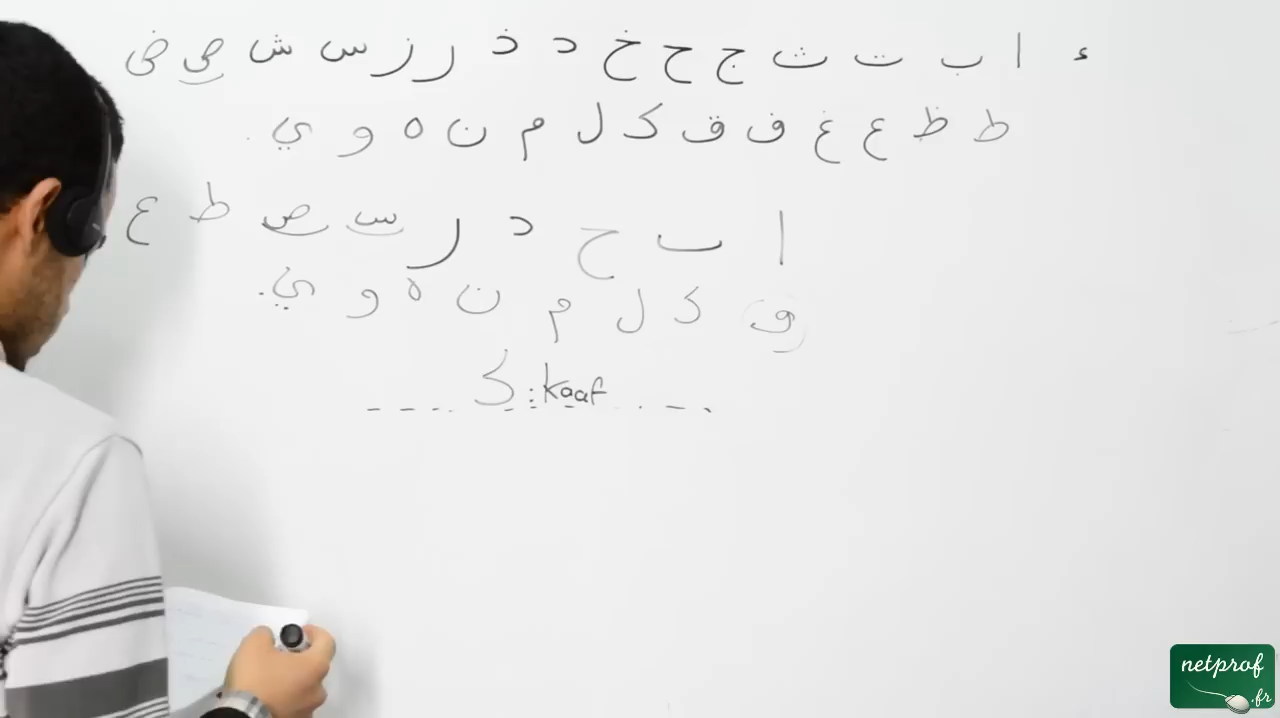 ء ا ب ت ث ج ح خ د ذ ر ز س ش ص ض
ط ظ ع غ ف ق ك ل م ن ه و ي .
ا ب ح د ر س ص ط ع
ق ك ل م ن ه و ي .
ك : kaaf
netprof
.fr